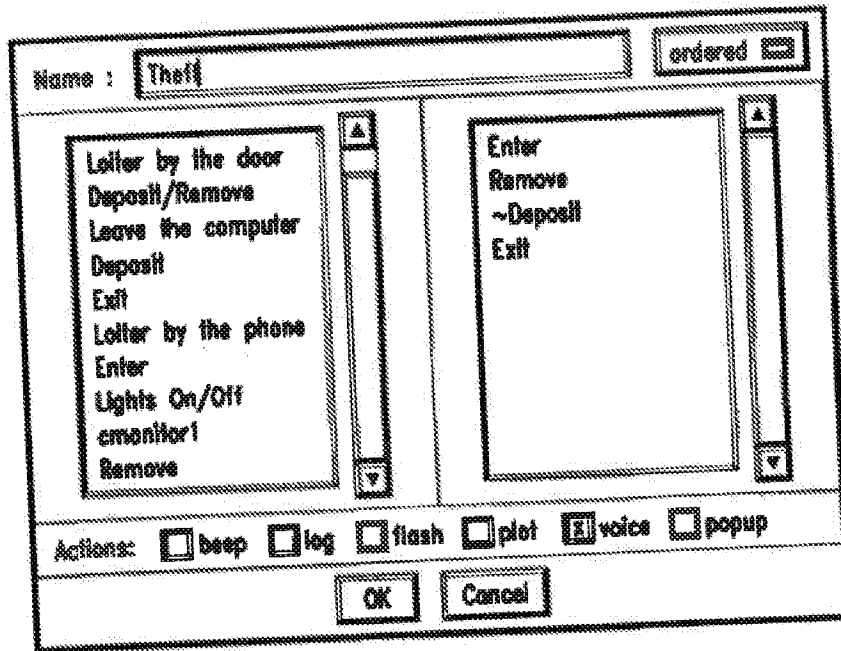 Name : Theft
ordered
Loiter by the door
Deposit/Remove
Leave the computer
Deposit
Exit
Loiter by the phone
Enter
Lights On/Off
cmonitor1
Remove
Enter
Remove
~Deposit
Exit
Actions: beep log flash plot [x] voice popup
OK Cancel